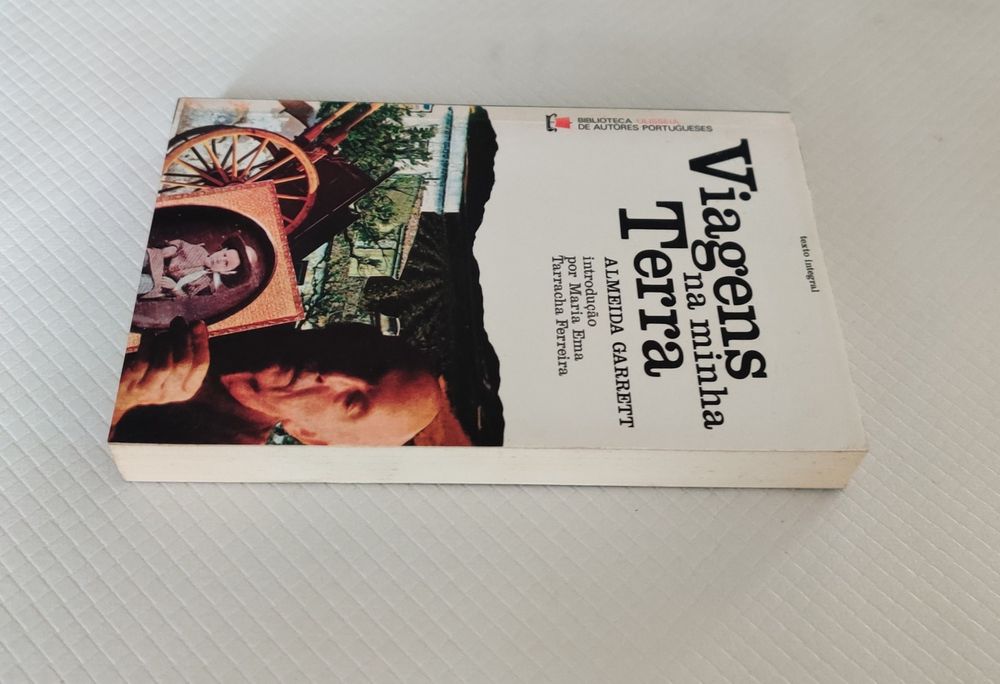 BIBLIOTECA ULISSEIA
DE AUTORES PORTUGUESES
texto integral
Viagens
na minha
Terra
ALMEIDA GARRETT
introdução
por Maria Ema
Tarracha Ferreira